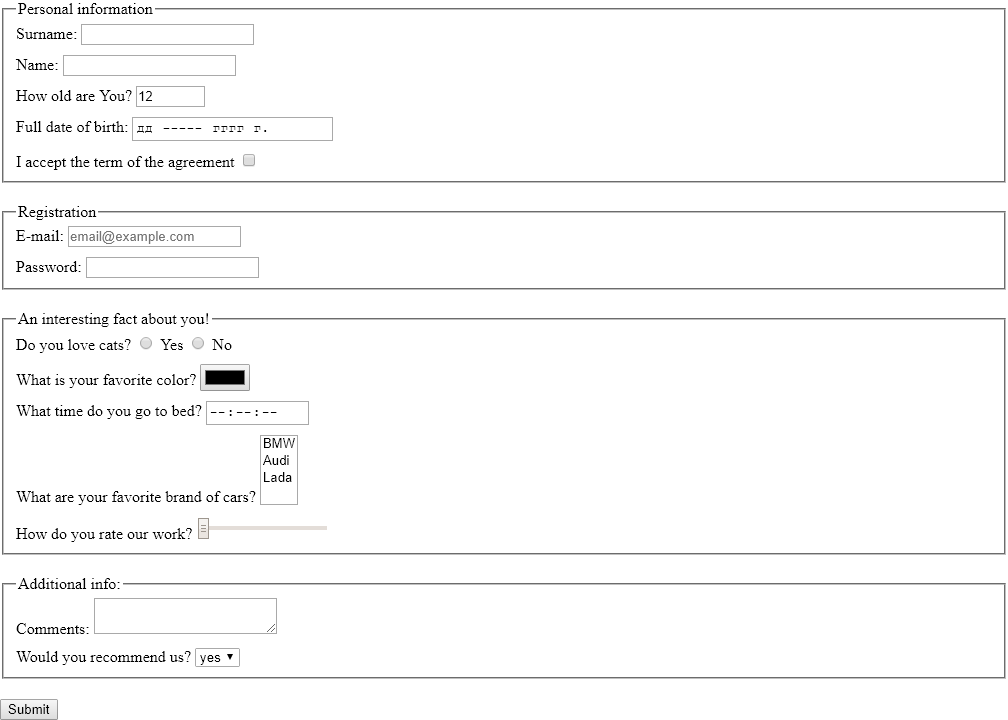 Personal information
Surname:
Name:
How old are You? 12
Full date of birth: дд ----- гггг г.
I accept the term of the agreement
Registration
E-mail: email@example.com
Password:
An interesting fact about you!
Do you love cats? Yes No
What is your favorite color?
What time do you go to bed? --:--:--
BMW
Audi
Lada
What are your favorite brand of cars?
How do you rate our work?
Additional info:
Comments:
Would you recommend us? yes
Submit